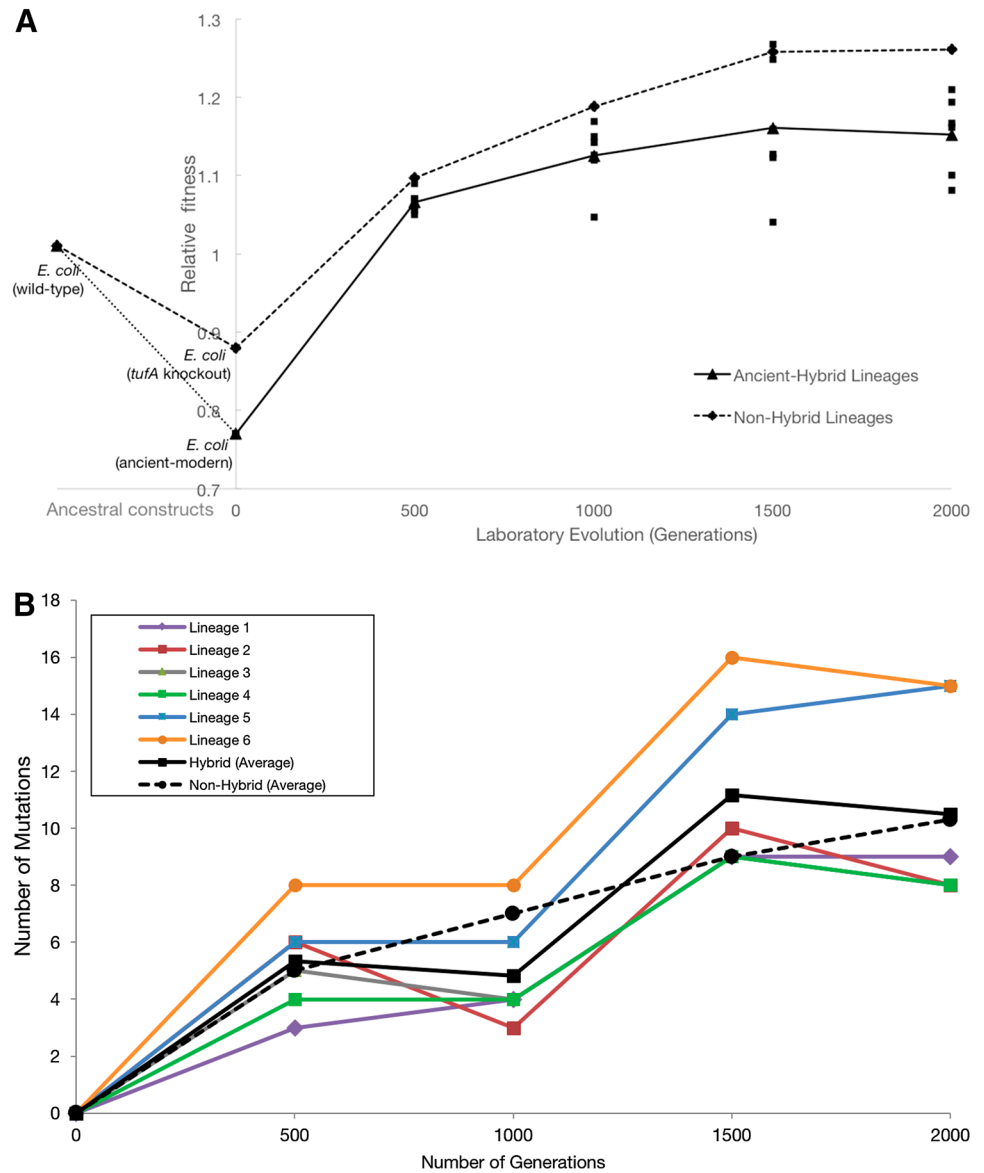 A
1.3
1.2
1.1
1
0.9
0.8
0.7
Relative fitness
E. coli
(wild-type)
E. coli
(tufA knockout)
E. coli
(ancient-modern)
Ancient-Hybrid Lineages
Non-Hybrid Lineages
Ancestral constructs 0 500 1000 1500 2000
Laboratory Evolution (Generations)
B
18
16
14
12
10
8
6
4
2
0
Number of Mutations
Lineage 1
Lineage 2
Lineage 3
Lineage 4
Lineage 5
Lineage 6
Hybrid (Average)
Non-Hybrid (Average)
0 500 1000 1500 2000
Number of Generations